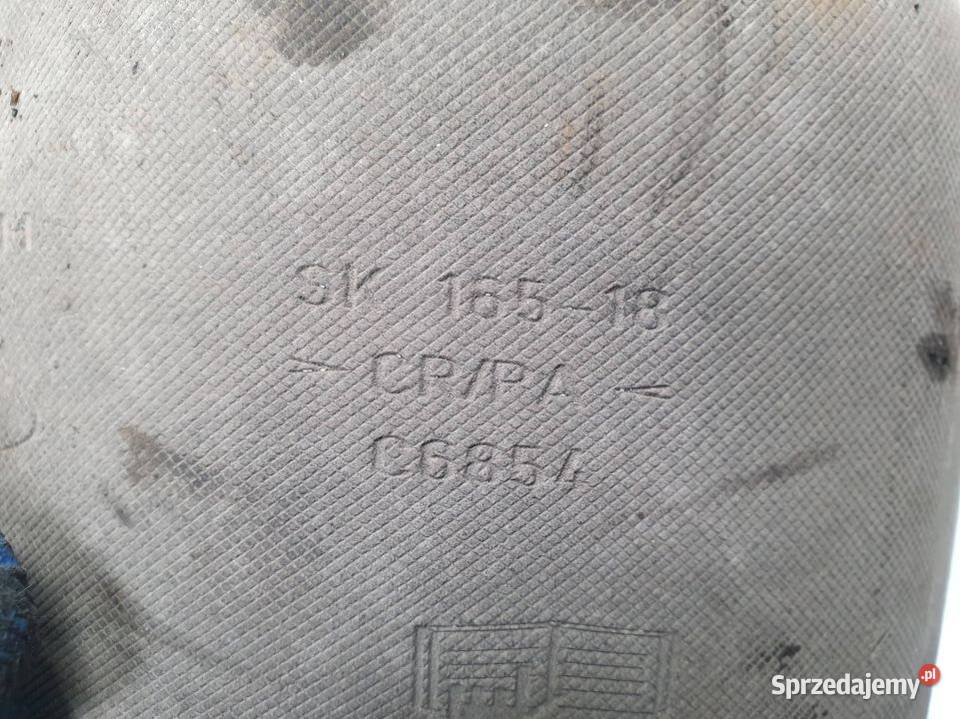 SK 165-18
CP/PA
C6854
Sprzedajemy.pl